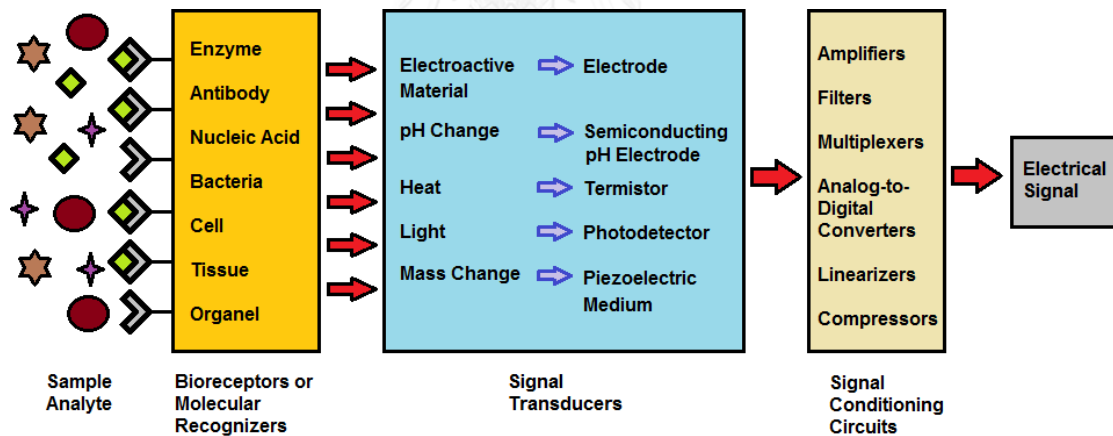 Enzyme
Antibody
Nucleic Acid
Bacteria
Cell
Tissue
Organel
Electroactive
Material
Electrode
pH Change
Semiconducting
pH Electrode
Heat
Termistor
Light
Photodetector
Mass Change
Piezoelectric
Medium
Amplifiers
Filters
Multiplexers
Analog-to-
Digital
Converters
Linearizers
Compressors
Electrical
Signal
Sample
Analyte
Bioreceptors or
Molecular
Recognizers
Signal
Transducers
Signal
Conditioning
Circuits